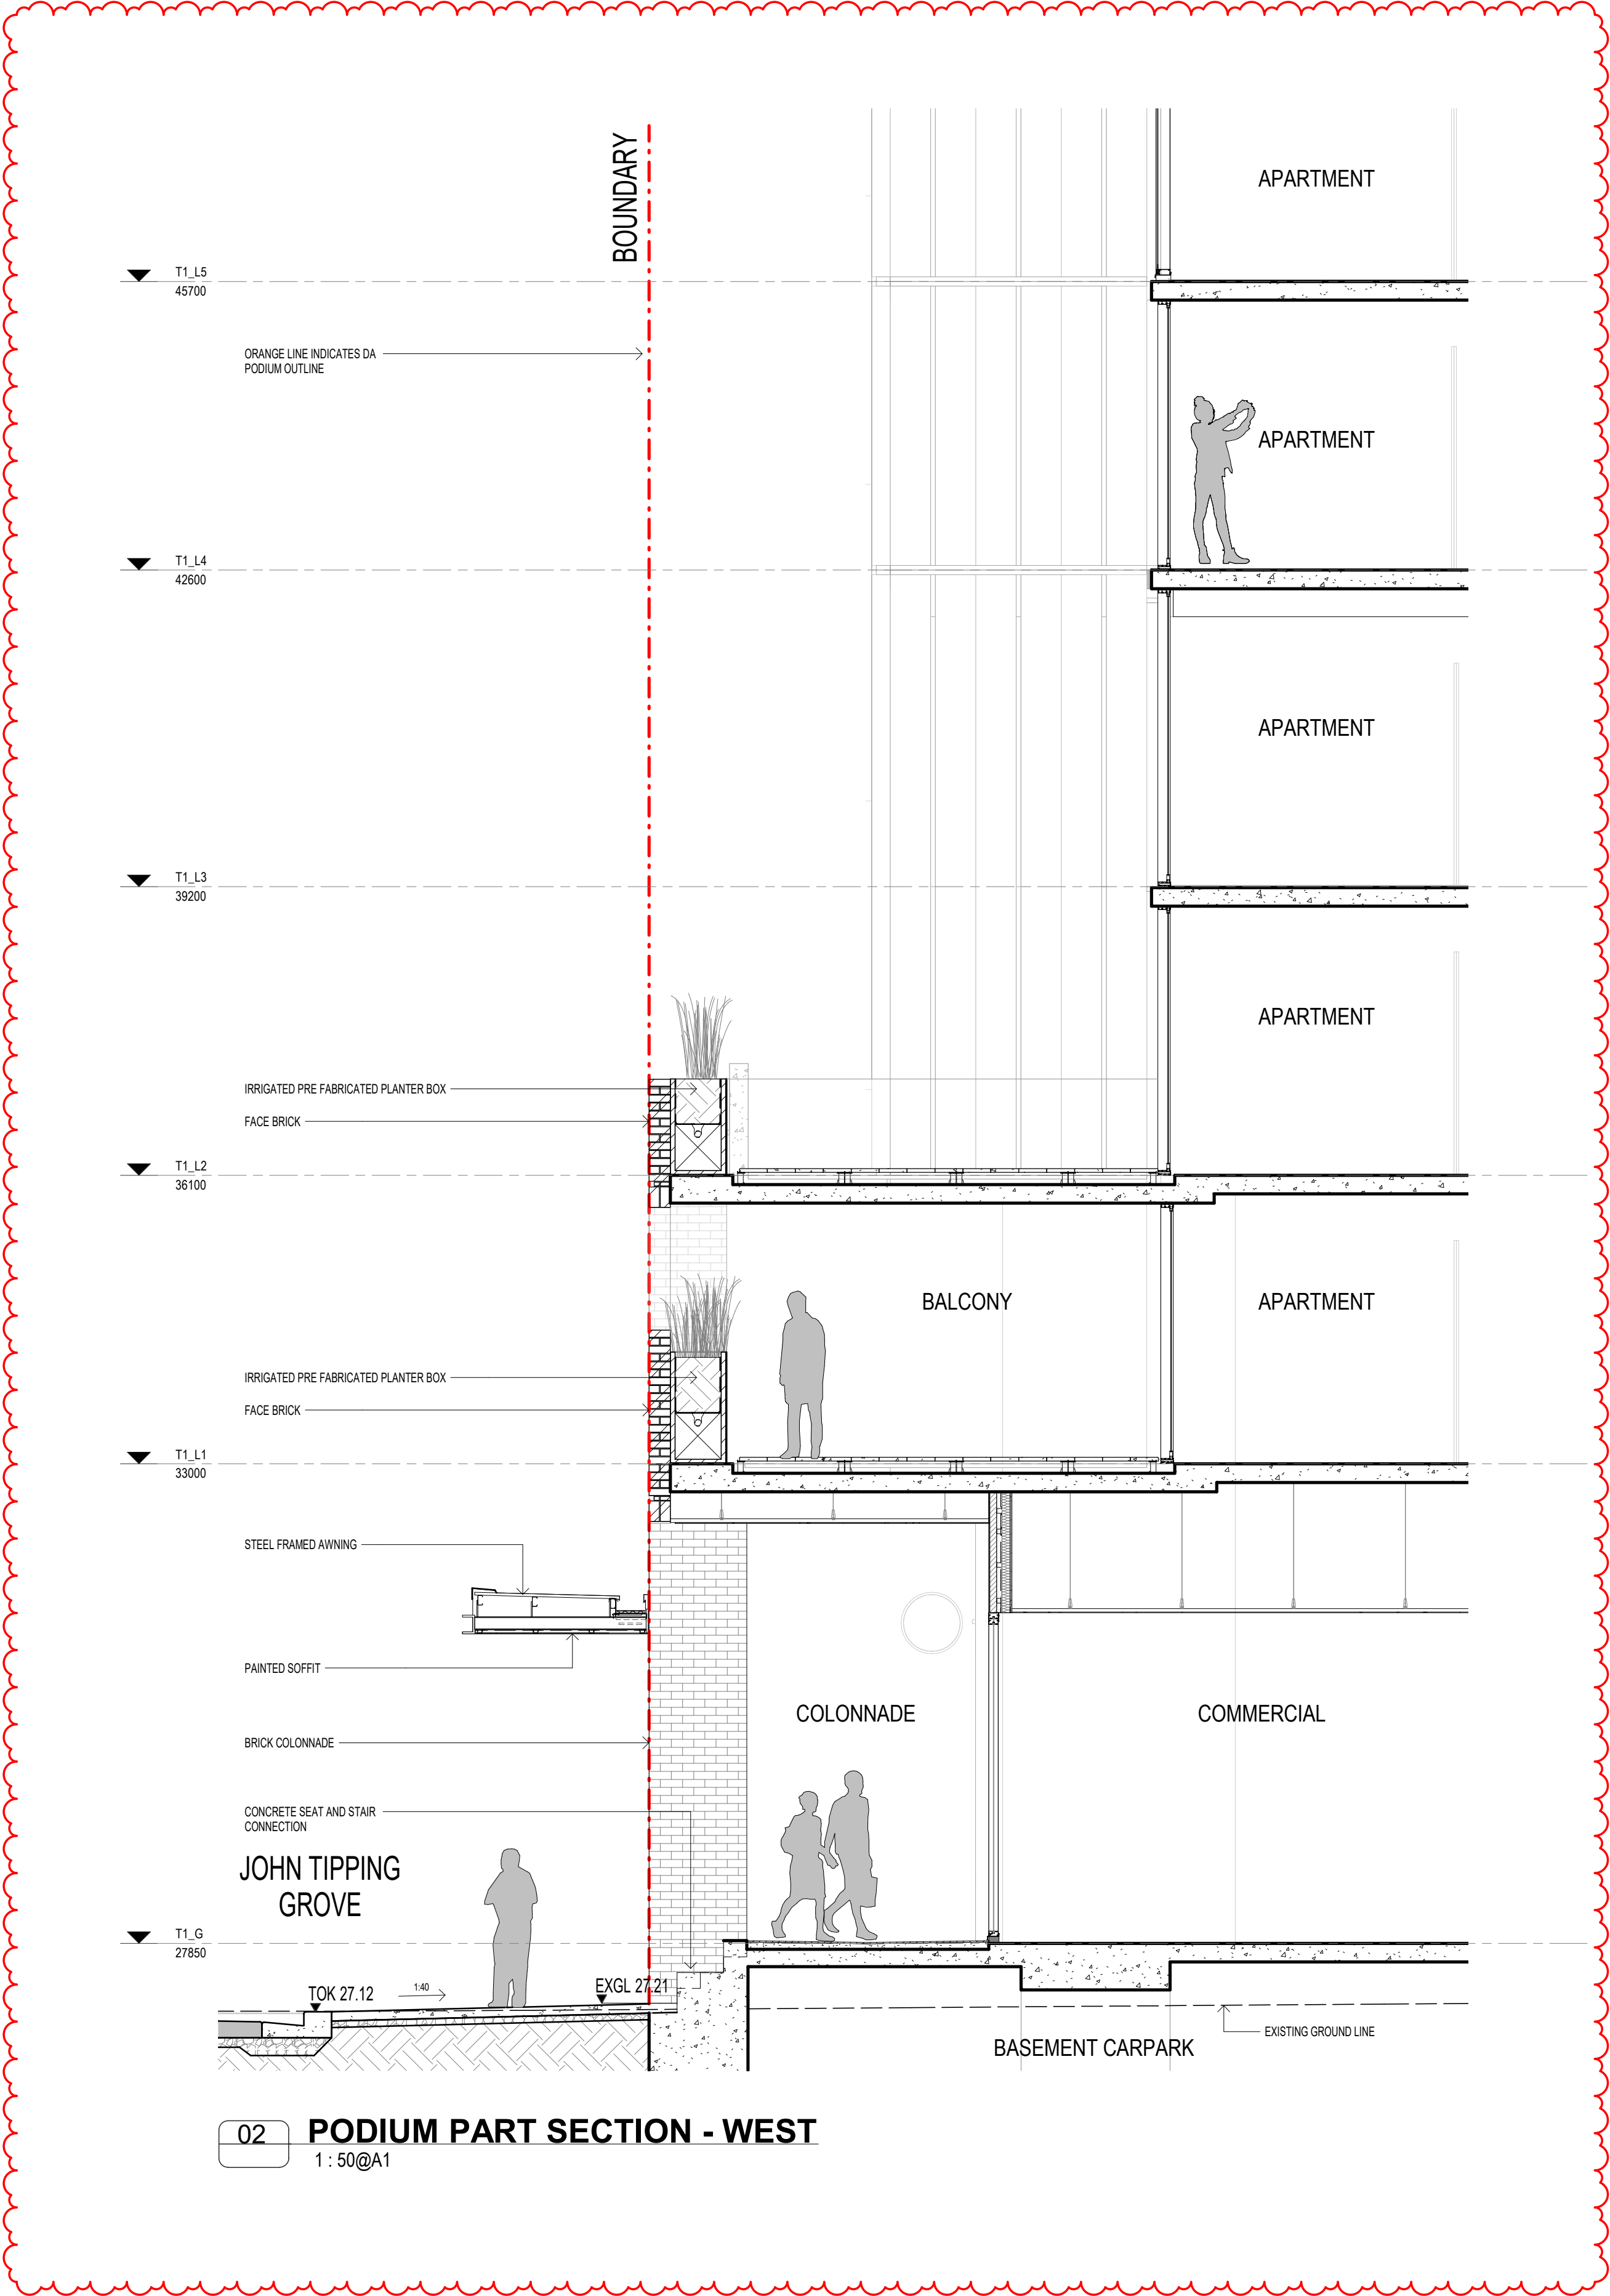 BOUNDARY
APARTMENT
T1_L5
45700
ORANGE LINE INDICATES DA
PODIUM OUTLINE
APARTMENT
T1_L4
42600
APARTMENT
T1_L3
39200
APARTMENT
IRRIGATED PRE FABRICATED PLANTER BOX
FACE BRICK
T1_L2
36100
BALCONY
APARTMENT
IRRIGATED PRE FABRICATED PLANTER BOX
FACE BRICK
T1_L1
33000
STEEL FRAMED AWNING
PAINTED SOFFIT
COLONNADE
COMMERCIAL
BRICK COLONNADE
CONCRETE SEAT AND STAIR
CONNECTION
JOHN TIPPING
GROVE
T1_G
27850
TOK 27.12
1:40
EXGL 27.21
EXISTING GROUND LINE
BASEMENT CARPARK
02
PODIUM PART SECTION - WEST
1 : 50@A1